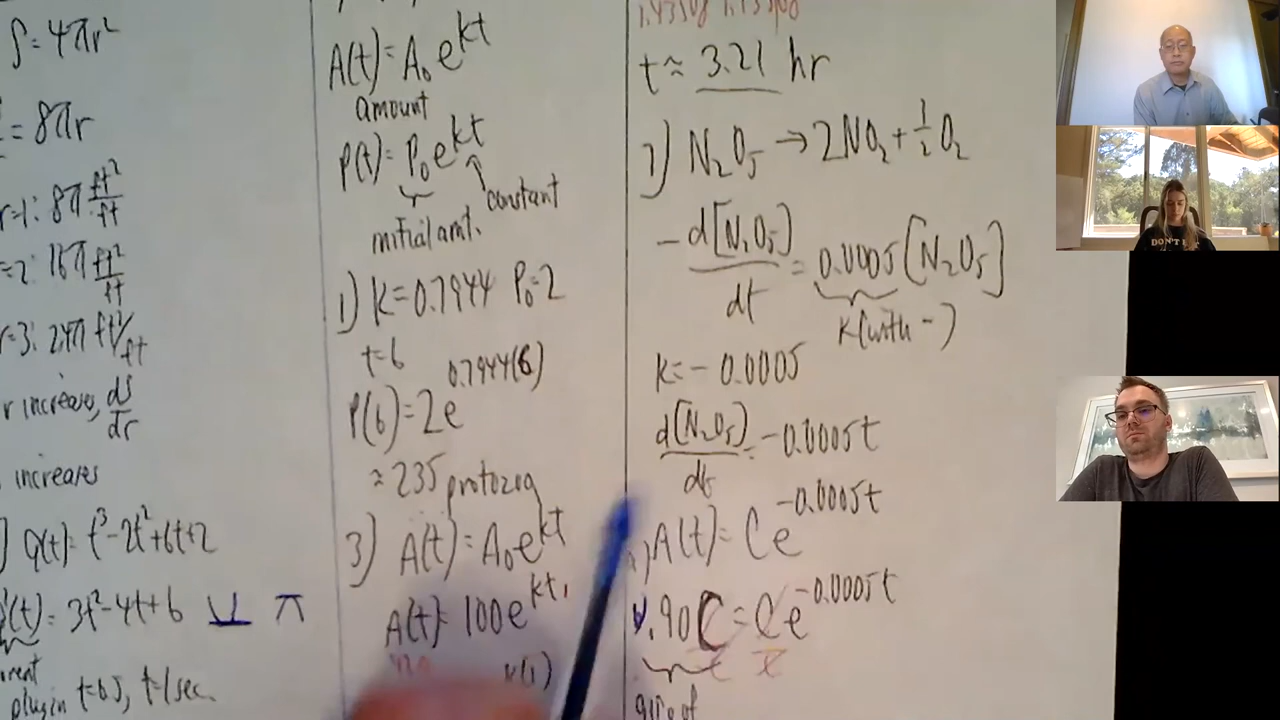 S=4πr²
=8πr
r=1: 8π ft²/ft
=2: 16π ft²/ft
r=3: 24π ft²/ft
r increases, dS/dr
increases
Q(t)=t³-2t²+6t+2
Q'(t)=3t²-4t+6
plug in t=.5, t=1 sec.
A(t)=A₀e^kt
amount
P(t)=P₀e^kt
constant
initial amt.
1) K=0.7944 P₀=2
t=6
P(6)=2e^0.7944(6)
≈235 protozoa
3) A(t)=A₀e^kt
A(t)=100e^kt
k(1)
t≈3.21 hr
7) N₂O₅→2NO₂+½O₂
-d[N₂O₅]/dt=0.0005[N₂O₅]
K(with -)
K=-0.0005
d[N₂O₅]/dt=-0.0005t
A(t)=Ce^-0.0005t
.90C=Ce^-0.0005t
DON'T